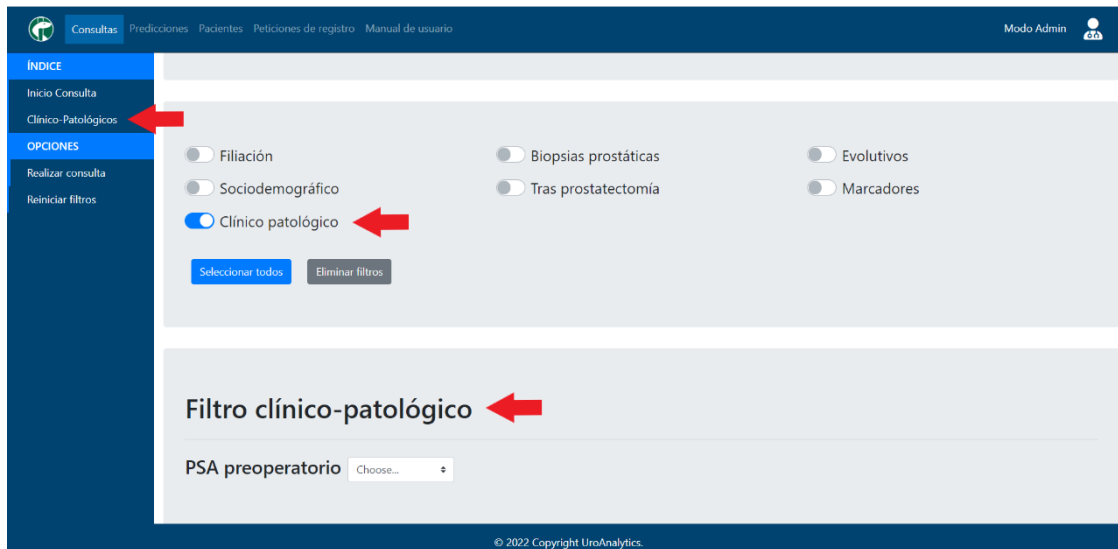 Consultas Predicciones Pacientes Peticiones de registro Manual de usuario Modo Admin
ÍNDICE
Inicio Consulta
Clínico-Patológicos
OPCIONES
Realizar consulta
Reiniciar filtros
Filiación Biopsias prostáticas Evolutivos
Sociodemográfico Tras prostatectomía Marcadores
Clínico patológico
Seleccionar todos Eliminar filtros
Filtro clínico-patológico
PSA preoperatorio Choose...
© 2022 Copyright UroAnalytics.